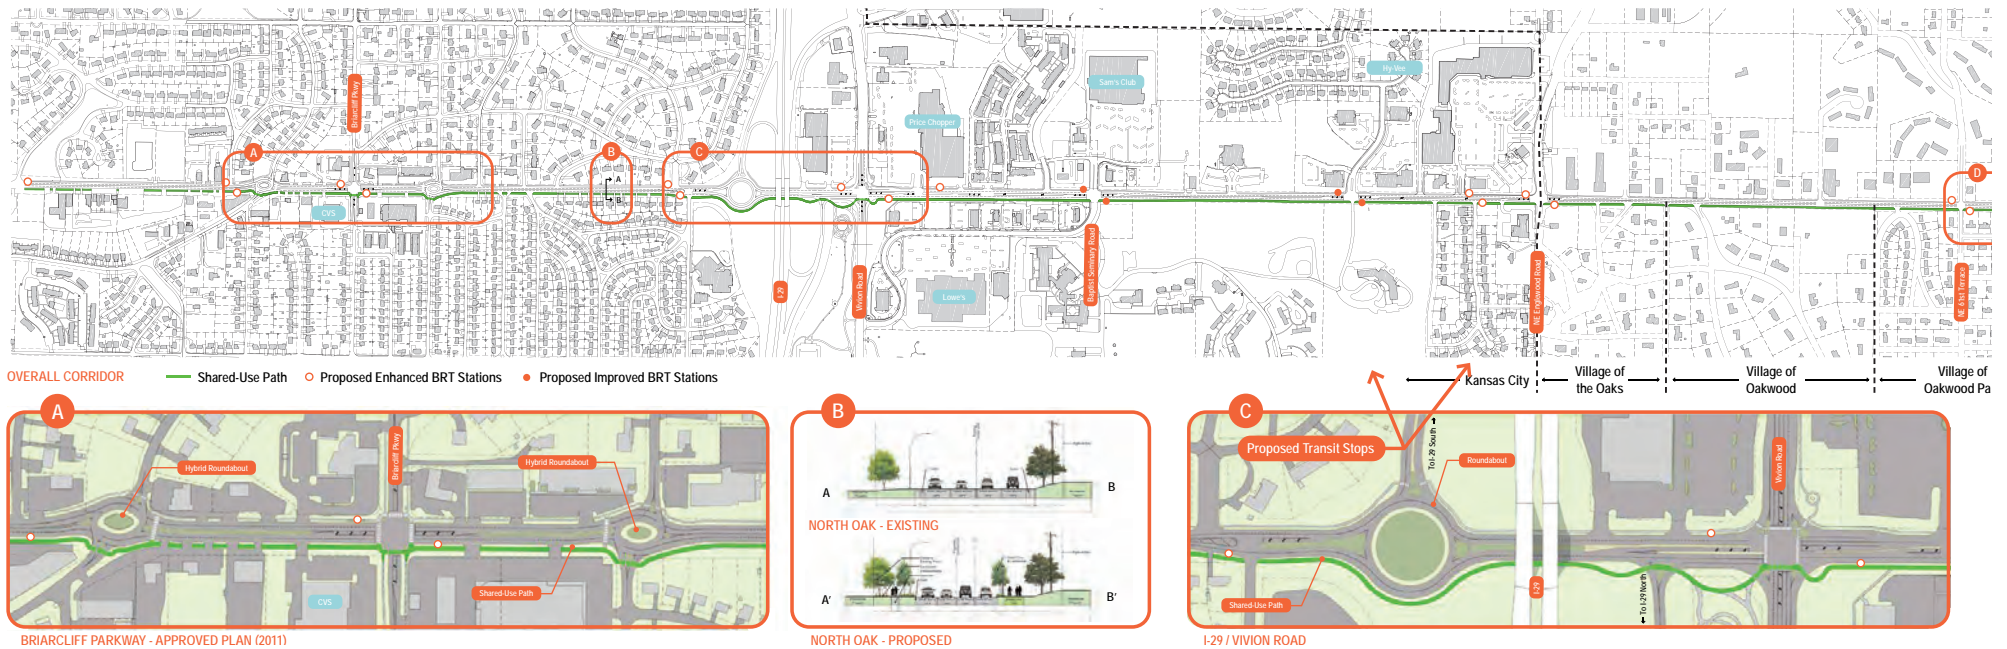 Briarcliff Pkwy
A
B
C
D
A
B
CVS
Price Chopper
Sam's Club
Hy-Vee
Lowe's
I-29
Vivion Road
Baptist Seminary Road
NE Englewood Road
NE 61st Terrace
OVERALL CORRIDOR
Shared-Use Path
Proposed Enhanced BRT Stations
Proposed Improved BRT Stations
Kansas City
Village of
the Oaks
Village of
Oakwood
Village of
Oakwood Pa
A
Hybrid Roundabout
Briarcliff Pkwy
Hybrid Roundabout
Shared-Use Path
CVS
BRIARCLIFF PARKWAY - APPROVED PLAN (2011)
B
A
B
NORTH OAK - EXISTING
A'
B'
NORTH OAK - PROPOSED
C
Proposed Transit Stops
To I-29 South
Roundabout
Vivion Road
I-29
Shared-Use Path
To I-29 North
I-29 / VIVION ROAD